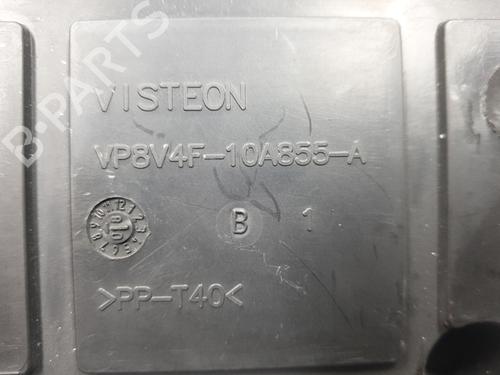 B-PARTS
VISTEON
VP8V4F-10A855-A
B 1
>PP-T40<